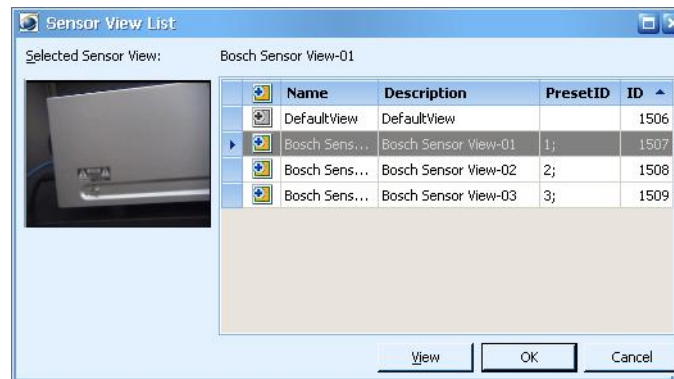 Sensor View List
Selected Sensor View: Bosch Sensor View-01
Name Description PresetID ID
DefaultView DefaultView 1506
Bosch Sens... Bosch Sensor View-01 1; 1507
Bosch Sens... Bosch Sensor View-02 2; 1508
Bosch Sens... Bosch Sensor View-03 3; 1509
View OK Cancel